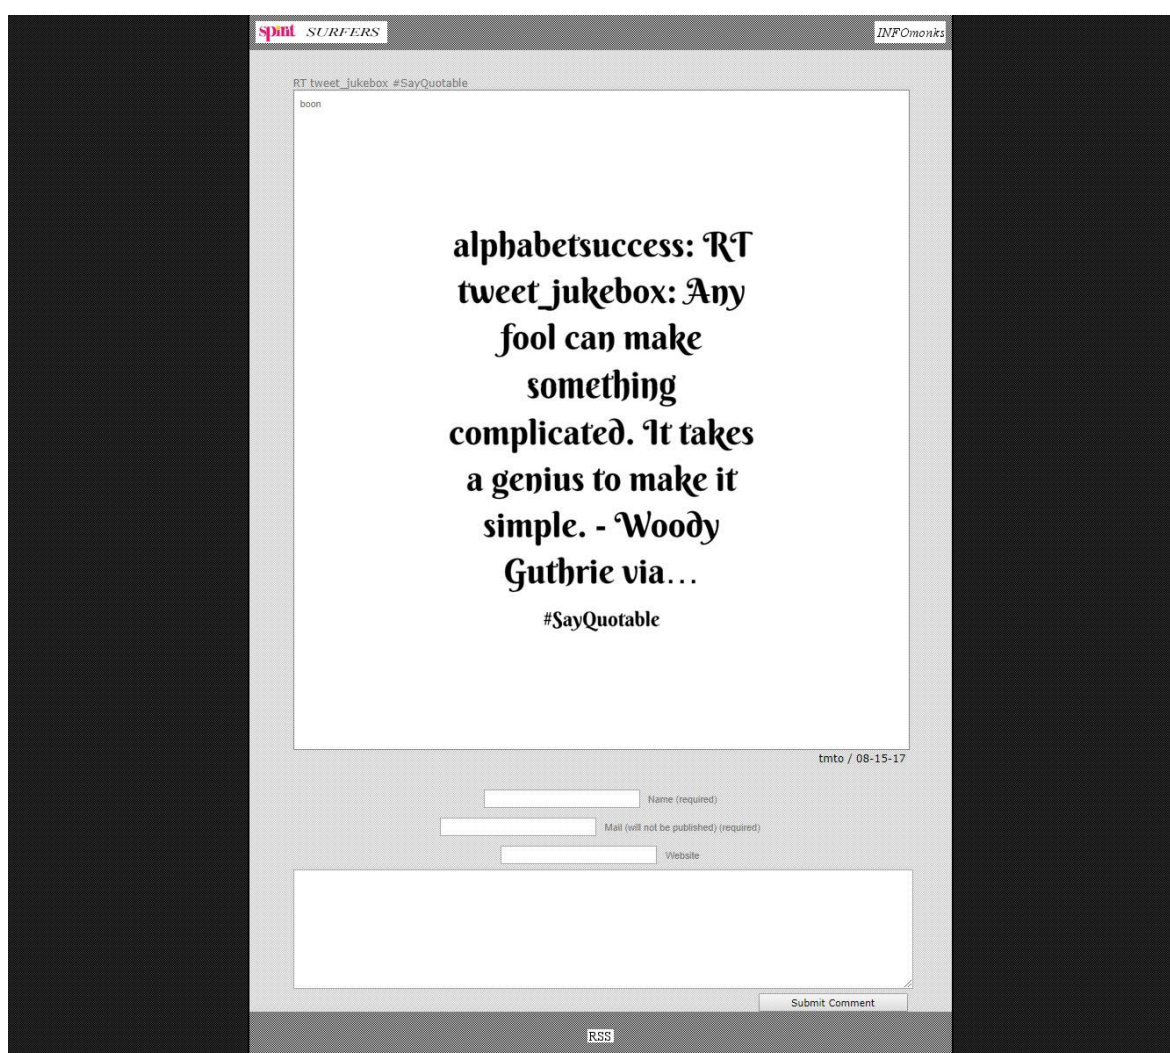 spirit SURFERS
INFOmonks
RT tweet_jukebox #SayQuotable
boon
alphabetsuccess: RT
tweet_jukebox: Any
fool can make
something
complicated. It takes
a genius to make it
simple. - Woody
Guthrie via...
#SayQuotable
tmto / 08-15-17
Name (required)
Mail (will not be published) (required)
Website
Submit Comment
RSS